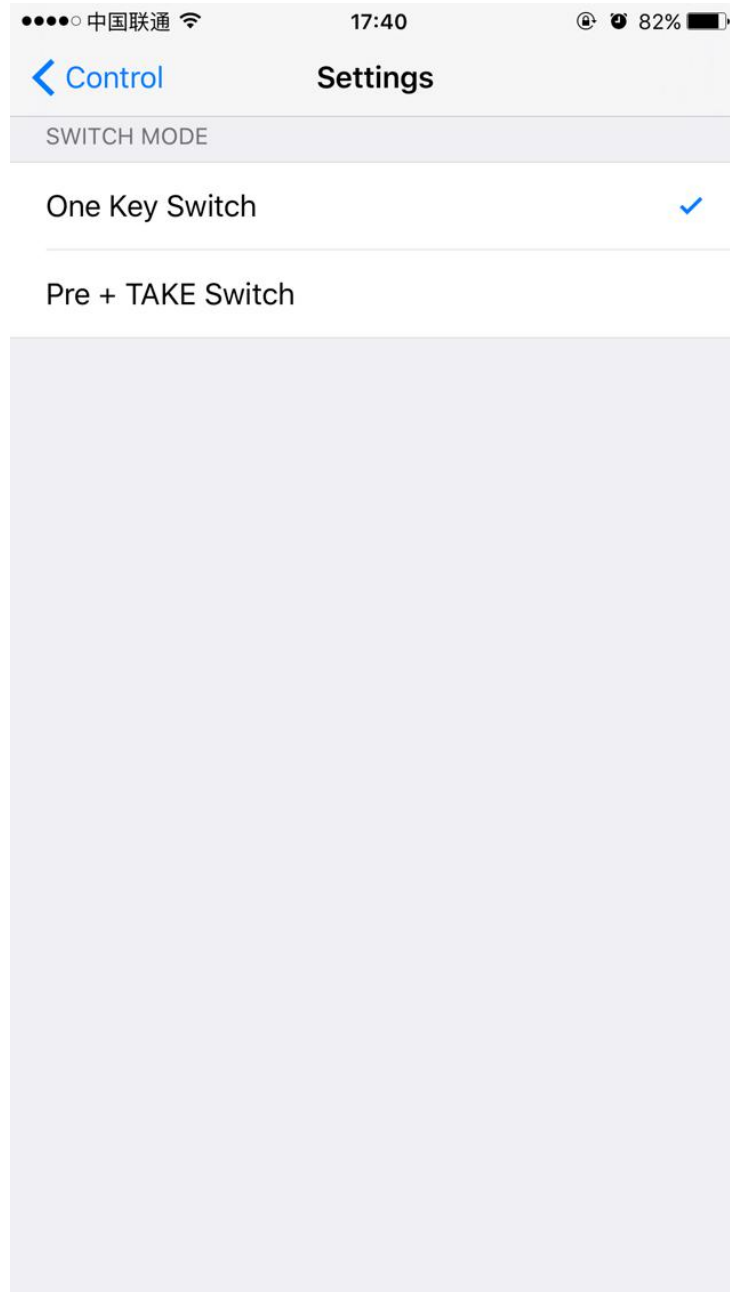 中国联通 17:40 82%
Control Settings
SWITCH MODE
One Key Switch
Pre + TAKE Switch